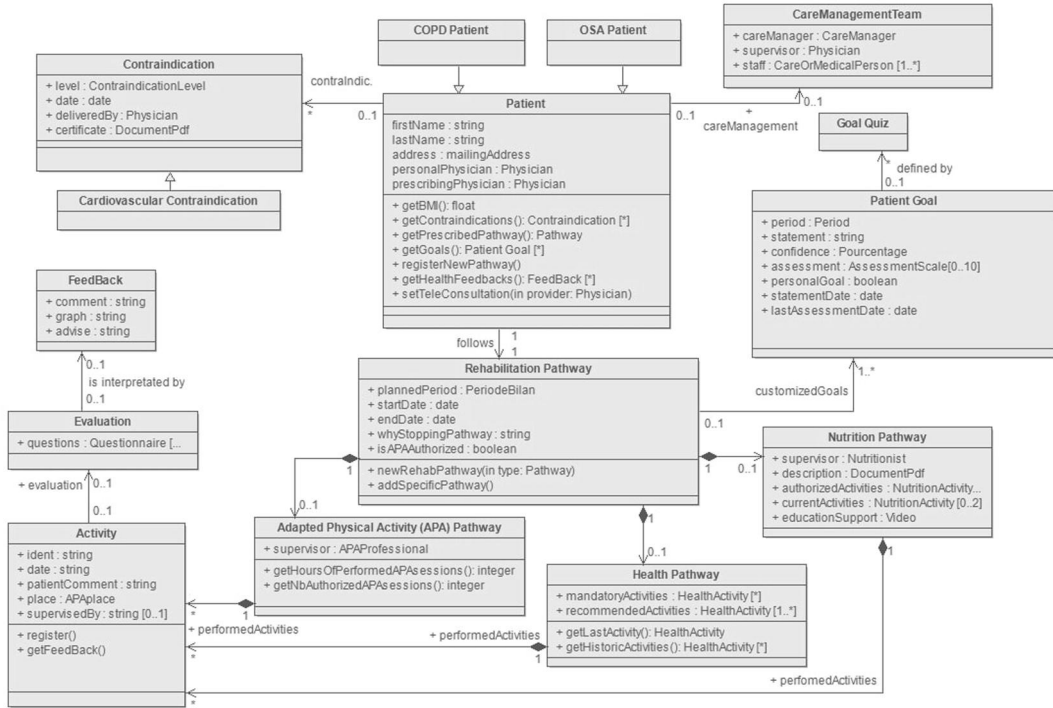 COPD Patient
OSA Patient
CareManagementTeam
+ careManager : CareManager
+ supervisor : Physician
+ staff : CareOrMedicalPerson [1..*]
Contraindication
+ level : ContraindicationLevel
+ date : date
+ deliveredBy : Physician
+ certificate : DocumentPdf
contraIndic.
*
0..1
Patient
firstName : string
lastName : string
address : mailingAddress
personalPhysician : Physician
prescribingPhysician : Physician
+ getBMI(): float
+ getContraindications(): Contraindication [*]
+ getPrescribedPathway(): Pathway
+ getGoals(): Patient Goal [*]
+ registerNewPathway()
+ getHealthFeedbacks(): FeedBack [*]
+ setTeleConsultation(in provider: Physician)
0..1
+
careManagement
0..1
Goal Quiz
*
defined by
0..1
Cardiovascular Contraindication
Patient Goal
+ period : Period
+ statement : string
+ confidence : Pourcentage
+ assessment : AssessmentScale[0..10]
+ personalGoal : boolean
+ statementDate : date
+ lastAssessmentDate : date
FeedBack
+ comment : string
+ graph : string
+ advise : string
0..1
is interpretated by
0..1
follows
1
1
Rehabilitation Pathway
+ plannedPeriod : PeriodeBilan
+ startDate : date
+ endDate : date
+ whyStoppingPathway : string
+ isAPAAuthorized : boolean
+ newRehabPathway(in type: Pathway)
+ addSpecificPathway()
1..*
customizedGoals
0..1
Evaluation
+ questions : Questionnaire [...
+ evaluation
0..1
0..1
1
0..1
1
0..1
1
0..1
Nutrition Pathway
+ supervisor : Nutritionist
+ description : DocumentPdf
+ authorizedActivities : NutritionActivity...
+ currentActivities : NutritionActivity [0..2]
+ educationSupport : Video
1
Adapted Physical Activity (APA) Pathway
+ supervisor : APAProfessional
+ getHoursOfPerformedAPAsessions(): integer
+ getNbAuthorizedAPAsessions(): integer
Activity
+ ident : string
+ date : string
+ patientComment : string
+ place : APAplace
+ supervisedBy : string [0..1]
+ register()
+ getFeedBack()
Health Pathway
+ mandatoryActivities : HealthActivity [*]
+ recommendedActivities : HealthActivity [1..*]
+ getLastActivity(): HealthActivity
+ getHistoricActivities(): HealthActivity [*]
*
1
+ performedActivities
+ performedActivities
*
1
+ perfomedActivities
*